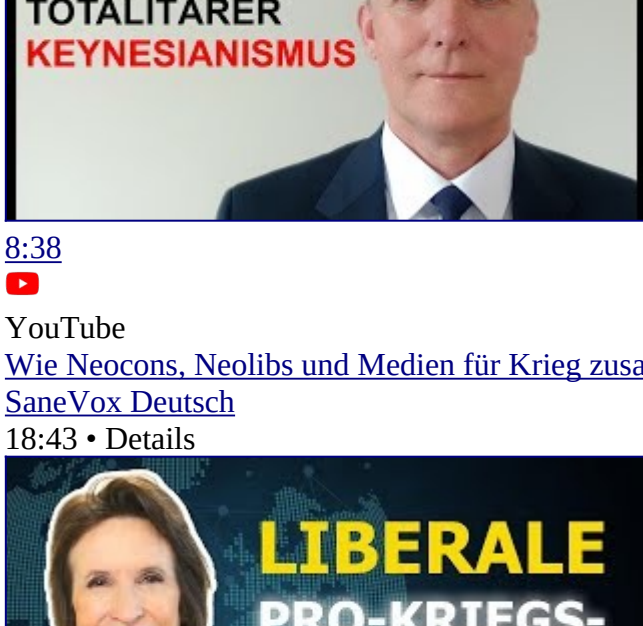 TOTALITÄRER
KEYNESIANISMUS
8:38
YouTube
Wie Neocons, Neolibs und Medien für Krieg zusa
SaneVox Deutsch
18:43 • Details
LIBERALE
PRO-KRIEGS-